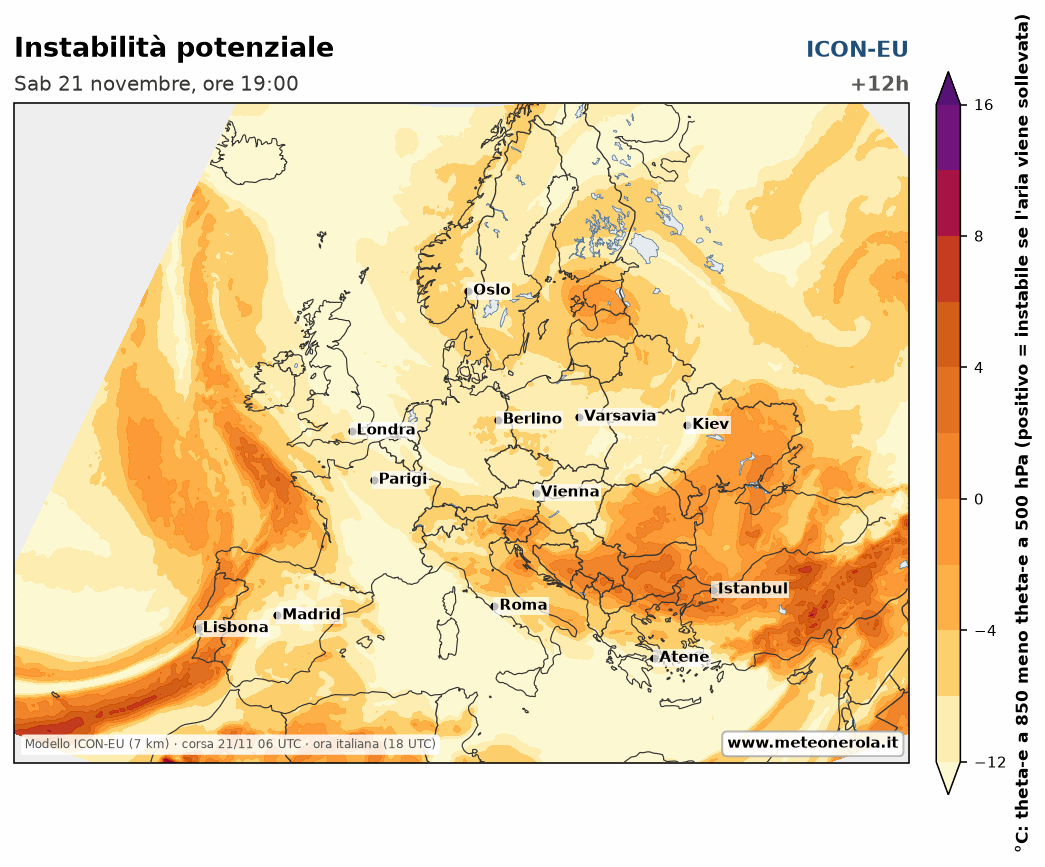 Instabilità potenziale
ICON-EU
Sab 21 novembre, ore 19:00
+12h
Oslo
Berlino
Varsavia
Londra
Kiev
Parigi
Vienna
Istanbul
Roma
Madrid
Lisbona
Atene
Modello ICON-EU (7 km) · corsa 21/11 06 UTC · ora italiana (18 UTC)
www.meteonerola.it
16
8
4
0
−4
−12
°C: theta-e a 850 meno theta-e a 500 hPa (positivo = instabile se l'aria viene sollevata)